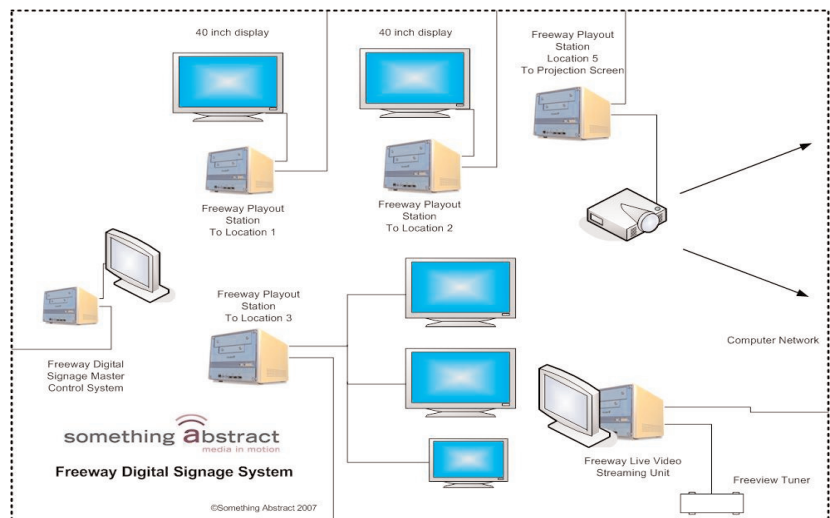 40 inch display
40 inch display
Freeway Playout
Station
Location 5
To Projection Screen
Freeway Playout
Station
To Location 1
Freeway Playout
Station
To Location 2
Freeway Playout
Station
To Location 3
Freeway Digital
Signage Master
Control System
Computer Network
something abstract
media in motion
Freeway Digital Signage System
Freeway Live Video
Streaming Unit
Freeview Tuner
©Something Abstract 2007